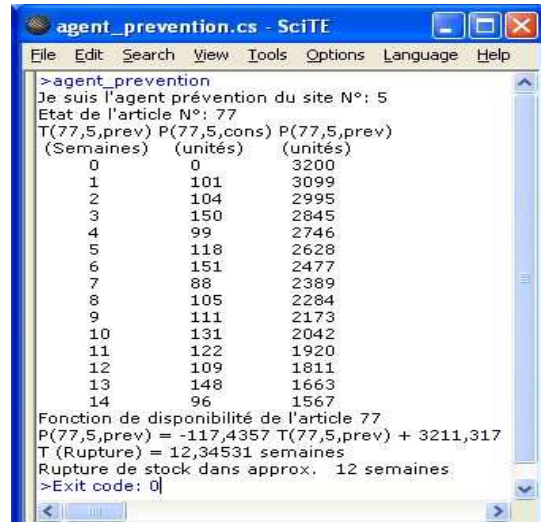 agent_prevention.cs - SciTE
File Edit Search View Tools Options Language Help
>agent_prevention
Je suis l'agent prévention du site N°: 5
Etat de l'article N°: 77
T(77,5,prev) P(77,5,cons) P(77,5,prev)
(Semaines) (unités) (unités)
0 0 3200
1 101 3099
2 104 2995
3 150 2845
4 99 2746
5 118 2628
6 151 2477
7 88 2389
8 105 2284
9 111 2173
10 131 2042
11 122 1920
12 109 1811
13 148 1663
14 96 1567
Fonction de disponibilité de l'article 77
P(77,5,prev) = -117,4357 T(77,5,prev) + 3211,317
T (Rupture) = 12,34531 semaines
Rupture de stock dans approx. 12 semaines
>Exit code: 0